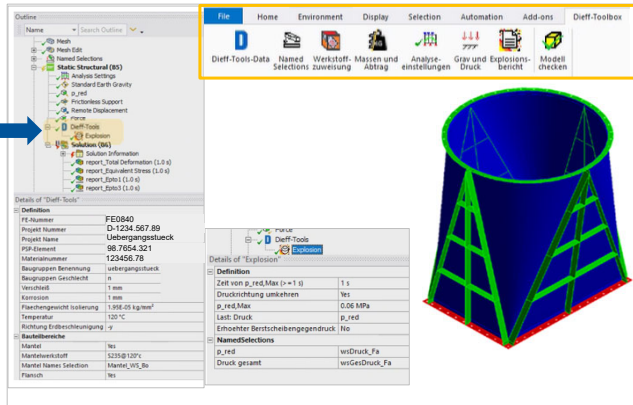 Outline
Name
Search Outline
Mesh
Mesh Edit
Named Selections
Static Structural (B5)
Analysis Settings
Standard Earth Gravity
p_red
Frictionless Support
Remote Displacement
Force
Dieff-Tools
Explosion
Solution (B6)
Solution Information
report_Total Deformation (1.0 s)
report_Equivalent Stress (1.0 s)
report_Epto1 (1.0 s)
report_Epto3 (1.0 s)
Details of "Dieff-Tools"
Definition
FE-Nummer FE0840
Projekt Nummer D-1234.567.89
Projekt Name Uebergangsstueck
PSP-Element 98.7654.321
Materialnummer 123456.78
Baugruppen Benennung uebergangsstueck
Baugruppen Geschlecht n
Verschleiß 1 mm
Korrosion 1 mm
Flaechengewicht Isolierung 1.95E-05 kg/mm²
Temperatur 120 °C
Richtung Erdbeschleunigung -y
Bauteilbereiche
Mantel Yes
Mantelwerkstoff S235@120°c
Mantel Names Selection Mantel_WS_Bo
Flansch Yes
File Home Environment Display Selection Automation Add-ons Dieff-Toolbox
Dieff-Tools-Data
Named Selections
Werkstoff-zuweisung
Massen und Abtrag
Analyse-einstellungen
Grav und Druck
Explosions-bericht
Modell checken
Force
Dieff-Tools
Explosion
Details of "Explosion"
Definition
Zeit von p_red,Max (>=1 s) 1 s
Druckrichtung umkehren Yes
p_red,Max 0.06 MPa
Last: Druck p_red
Erhoehter Berstscheibengegendruck No
NamedSelections
p_red wsDruck_Fa
Druck gesamt wsGesDruck_Fa